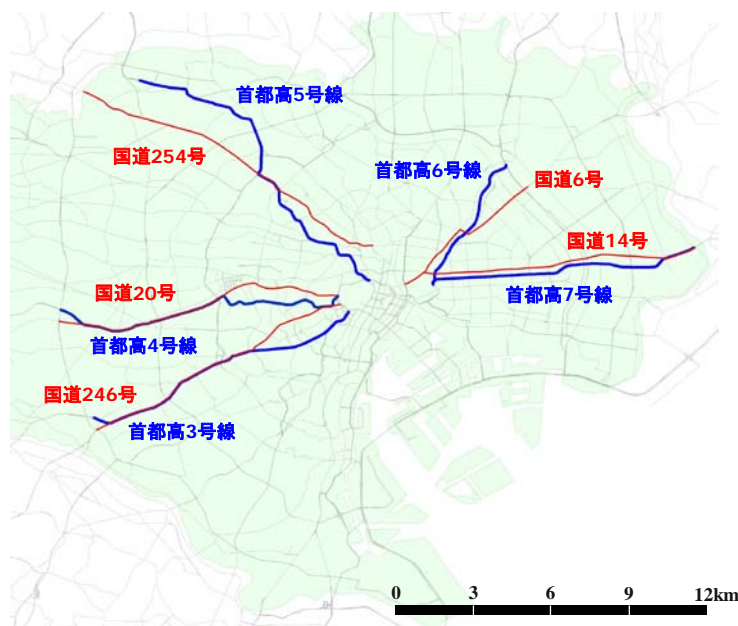 首都高5号線
国道254号
首都高6号線
国道6号
国道14号
国道20号
首都高7号線
首都高4号線
国道246号
首都高3号線
0 3 6 9 12km